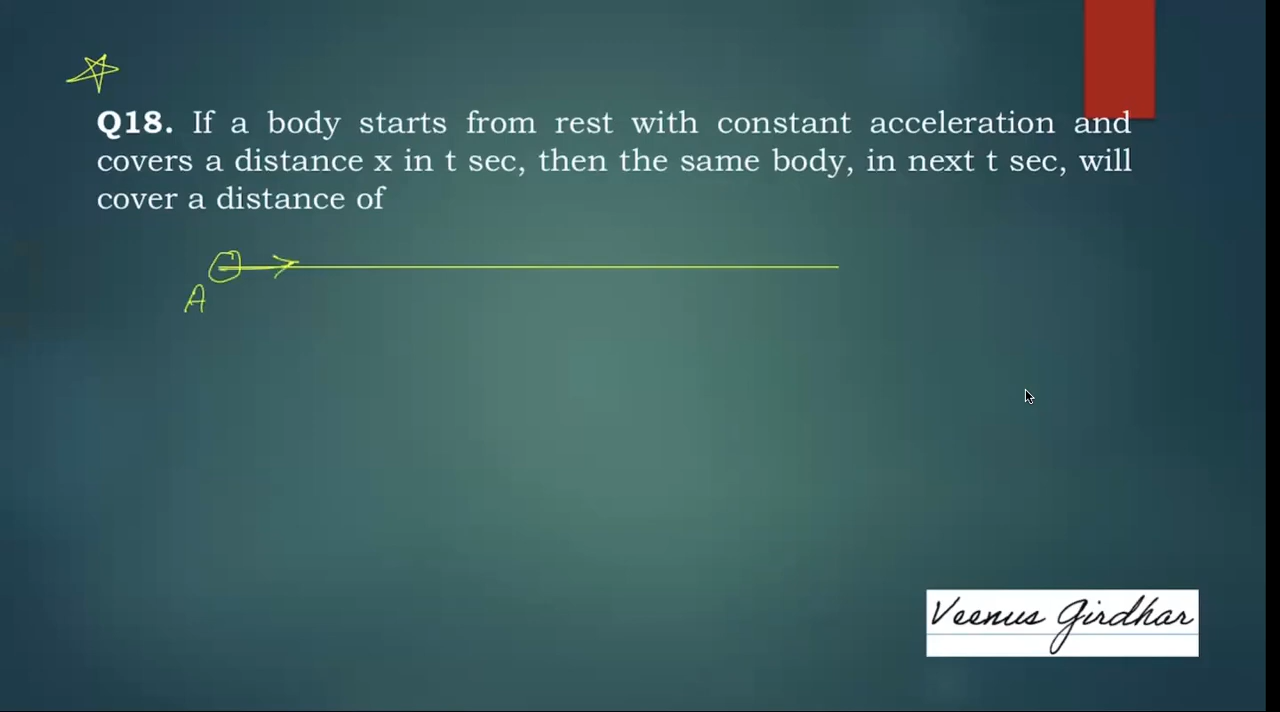 Q18. If a body starts from rest with constant acceleration and
covers a distance x in t sec, then the same body, in next t sec, will
cover a distance of
A
Veenus Girdhar